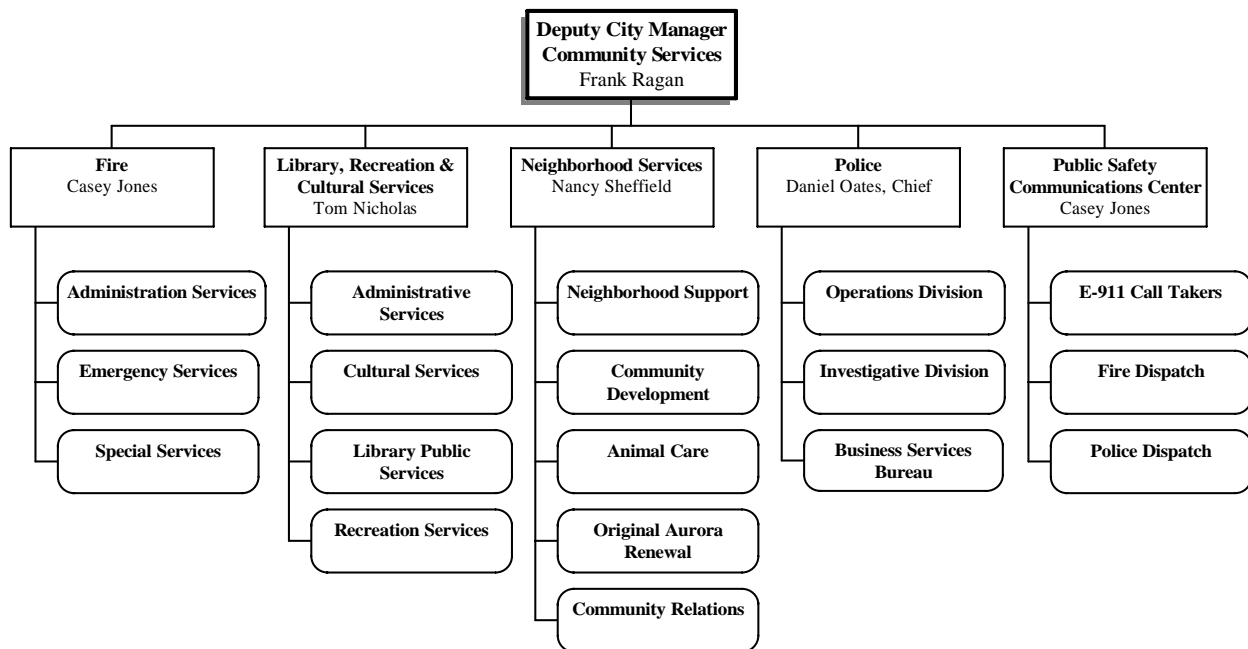 Deputy City Manager
Community Services
Frank Ragan
Fire
Casey Jones
Library, Recreation &
Cultural Services
Tom Nicholas
Neighborhood Services
Nancy Sheffield
Police
Daniel Oates, Chief
Public Safety
Communications Center
Casey Jones
Administration Services
Emergency Services
Special Services
Administrative
Services
Cultural Services
Library Public
Services
Recreation Services
Neighborhood Support
Community
Development
Animal Care
Original Aurora
Renewal
Community Relations
Operations Division
Investigative Division
Business Services
Bureau
E-911 Call Takers
Fire Dispatch
Police Dispatch